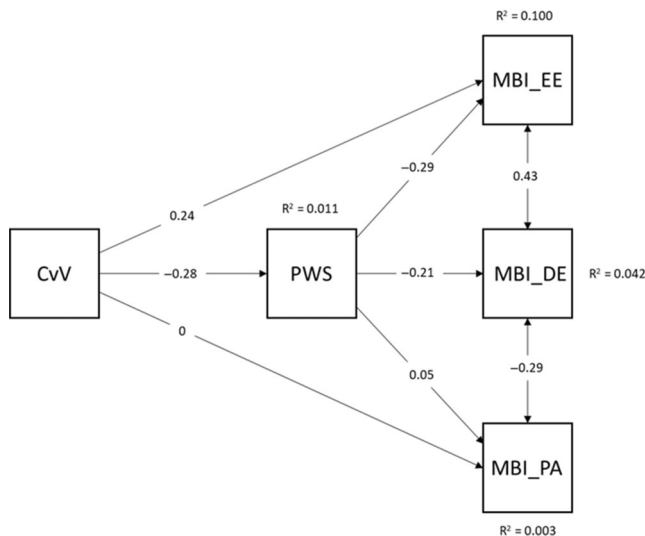 R² = 0.100
MBI_EE
–0.29
0.24
R² = 0.011
0.43
CvV
–0.28
PWS
–0.21
MBI_DE
R² = 0.042
0
0.05
–0.29
MBI_PA
R² = 0.003